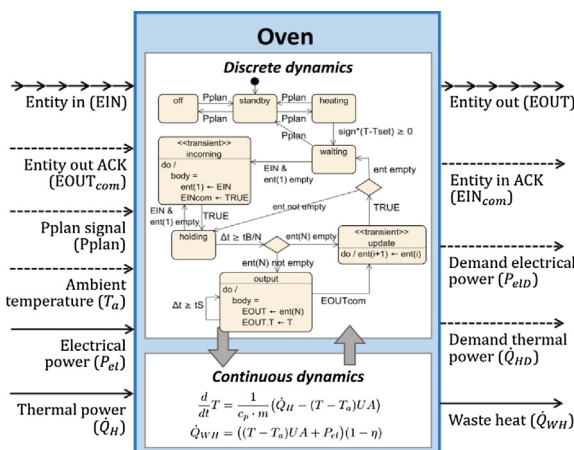 Oven
Discrete dynamics
Entity in (EIN)
Entity out ACK
(EOUTcom)
Pplan signal
(Pplan)
Ambient
temperature (Ta)
Electrical
power (Pel)
Thermal power
(Q̇H)
off
Pplan
Pplan
standby
Pplan
Pplan
heating
Pplan
sign*(T-Tset) ≥ 0
waiting
<<transient>>
incoming
do /
body =
ent(1) ← EIN
EINcom ← TRUE
EIN &
ent(1) empty
ent empty
EIN &
ent(1) empty
TRUE
ent not empty
TRUE
holding
Δt ≥ tB/N
ent(N) empty
<<transient>>
update
do / ent(i+1) ← ent(i)
ent(N) not empty
output
do /
body =
EOUT ← ent(N)
EOUT.T ← T
Δt ≥ tS
EOUTcom
Continuous dynamics
d/dt T = 1/(cp · m) (Q̇H − (T − Ta)UA)
Q̇WH = ((T − Ta)UA + Pel)(1 − η)
Entity out (EOUT)
Entity in ACK
(EINcom)
Demand electrical
power (PelD)
Demand thermal
power (Q̇HD)
Waste heat (Q̇WH)